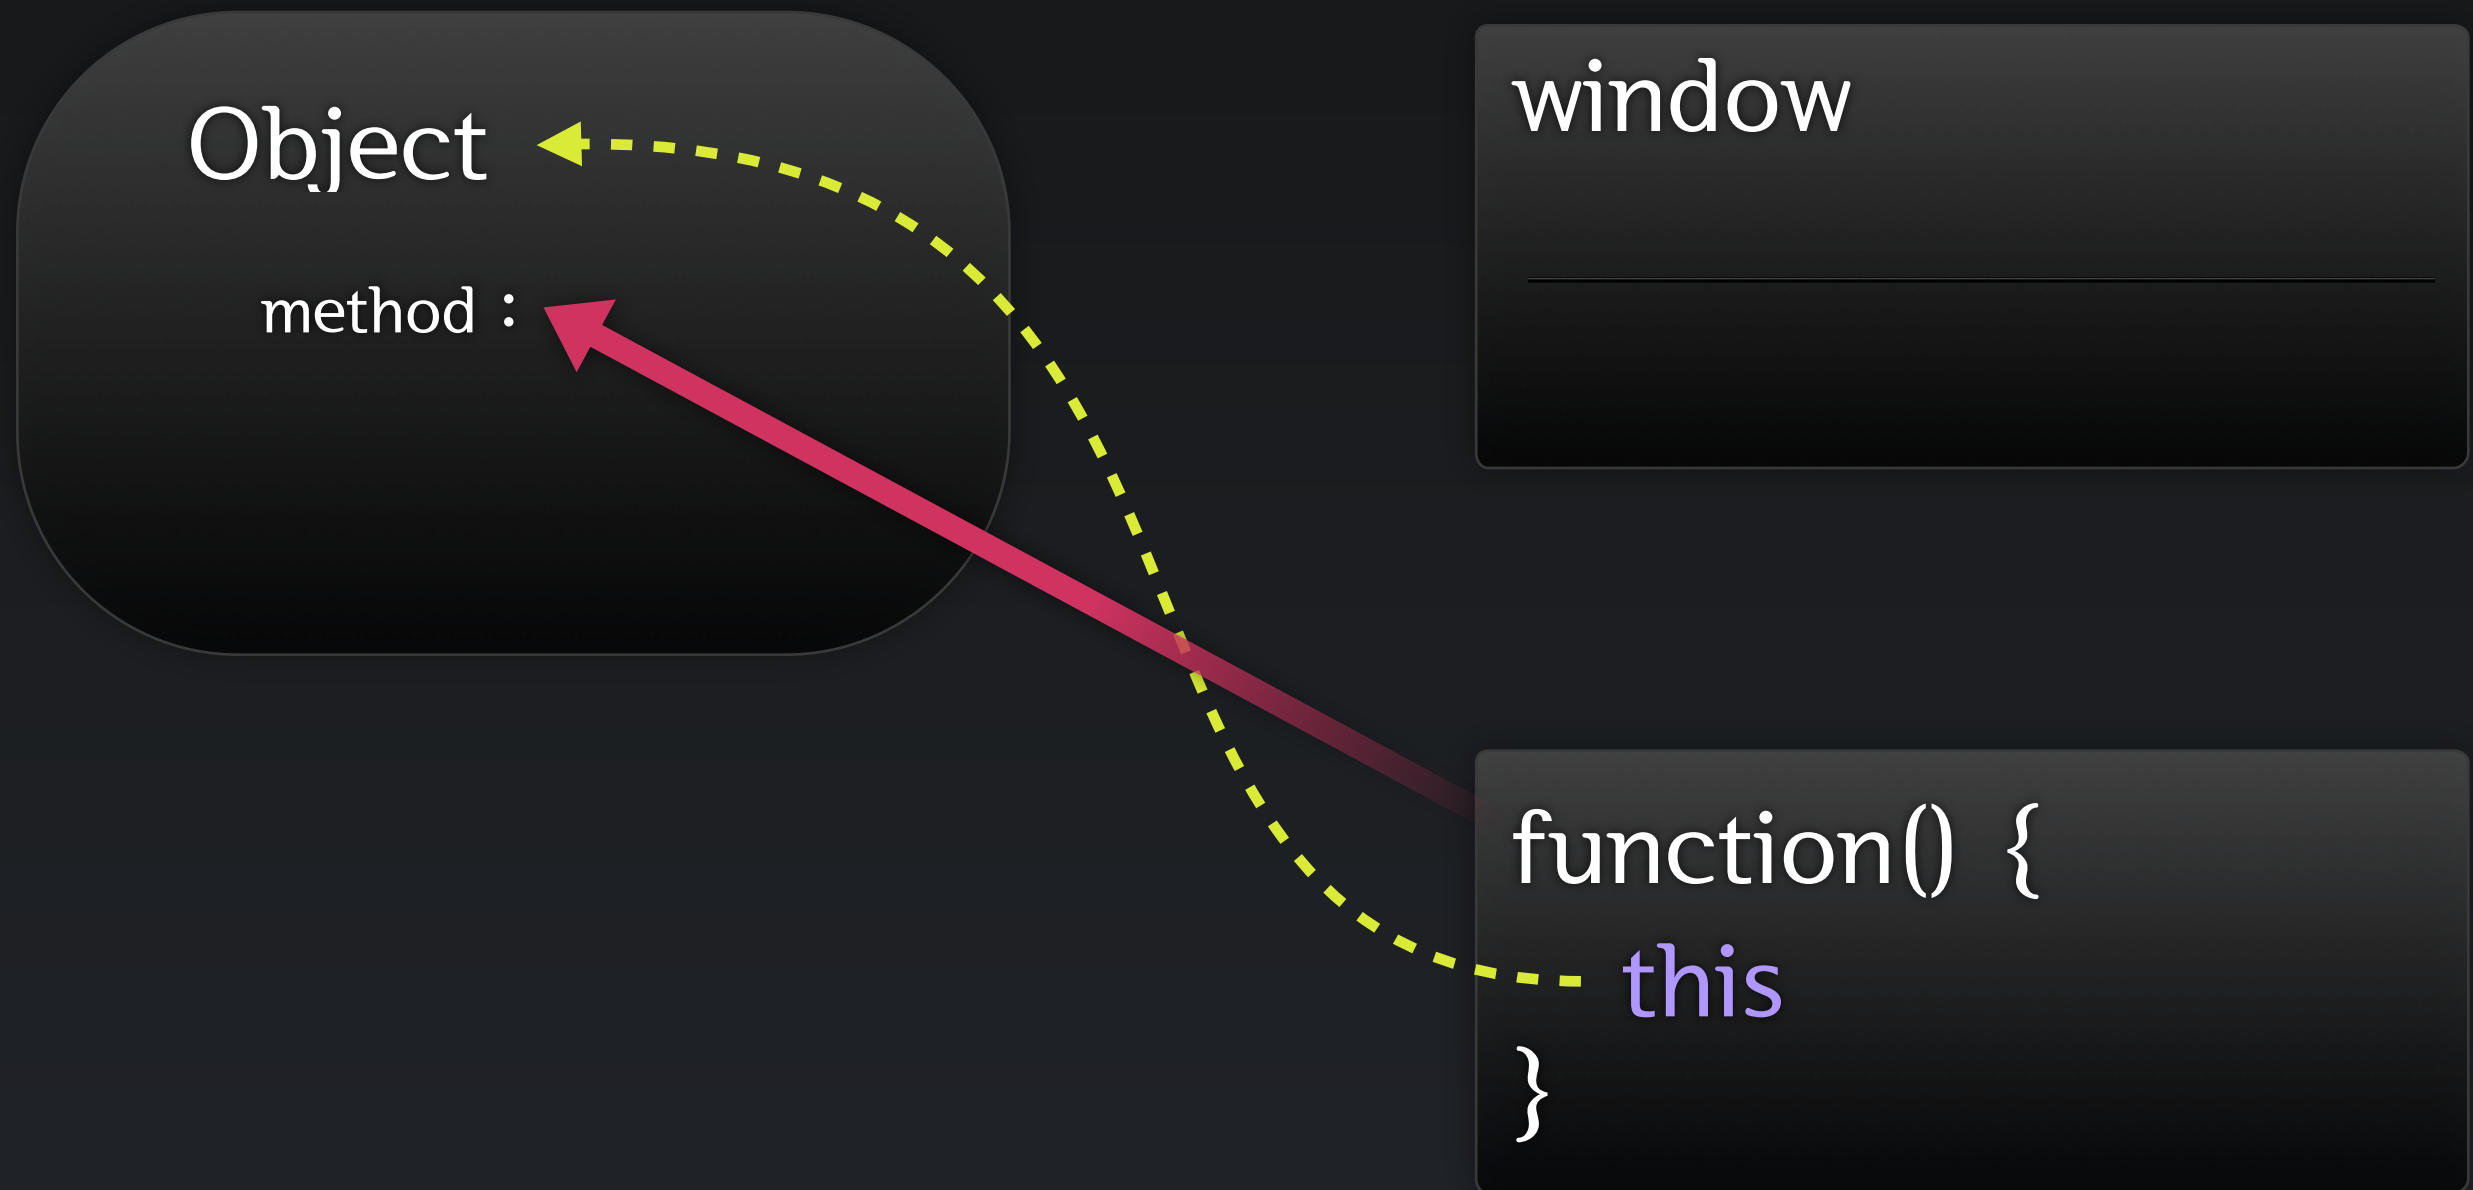 Object
method :
window
function() {
this
}